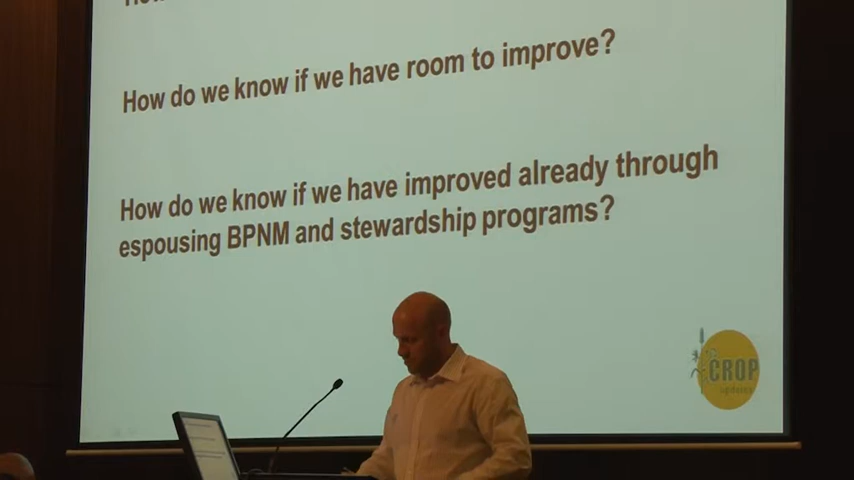 How do we know if we have room to improve?
How do we know if we have improved already through
espousing BPNM and stewardship programs?
CROP